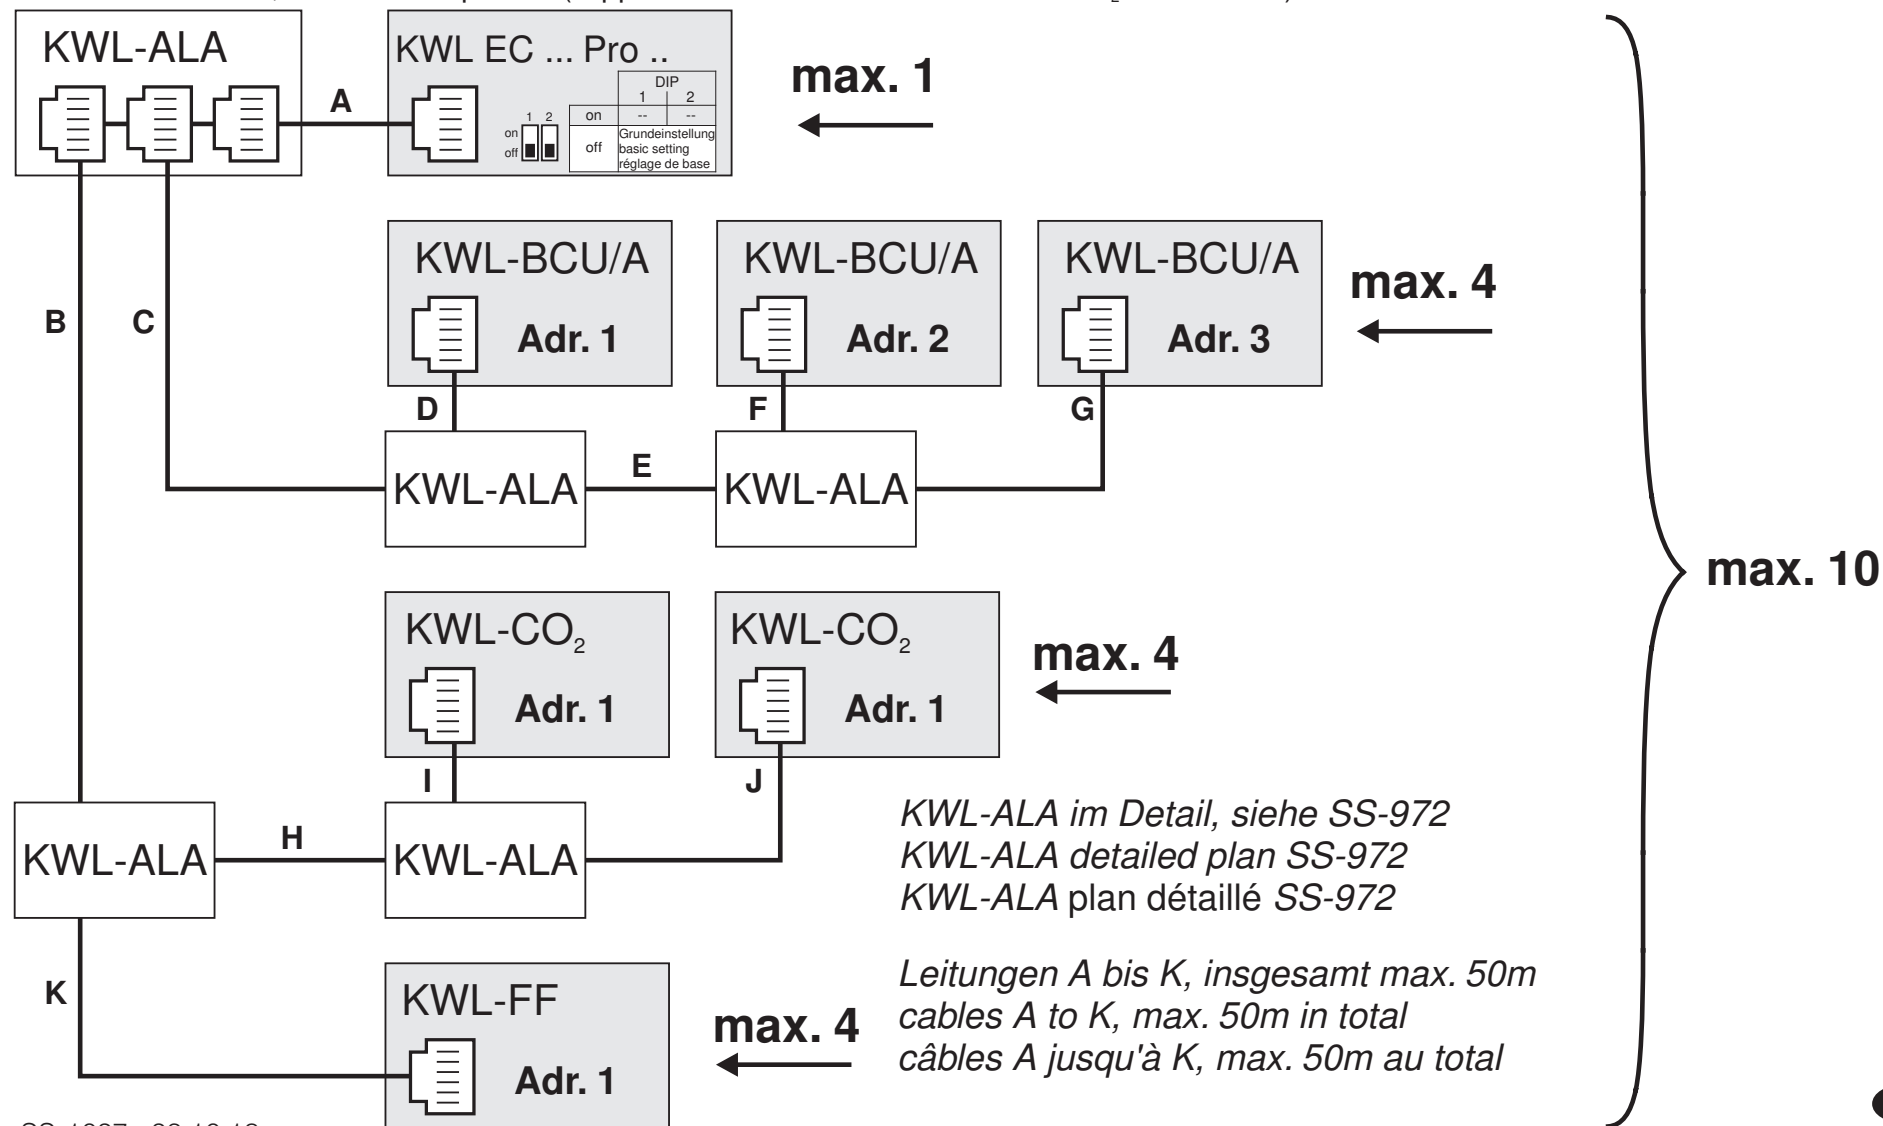 KWL-ALA
KWL EC ... Pro ..
max. 1
DIP
1 2
on -- --
off Grundeinstellung
basic setting
réglage de base
1 2
on
off
A
B
C
KWL-BCU/A
Adr. 1
KWL-BCU/A
Adr. 2
KWL-BCU/A
Adr. 3
max. 4
D
F
G
KWL-ALA
E
KWL-ALA
max. 10
KWL-CO₂
Adr. 1
KWL-CO₂
Adr. 1
max. 4
I
J
KWL-ALA
H
KWL-ALA
KWL-ALA im Detail, siehe SS-972
KWL-ALA detailed plan SS-972
KWL-ALA plan détaillé SS-972
K
KWL-FF
Adr. 1
max. 4
Leitungen A bis K, insgesamt max. 50m
cables A to K, max. 50m in total
câbles A jusqu'à K, max. 50m au total